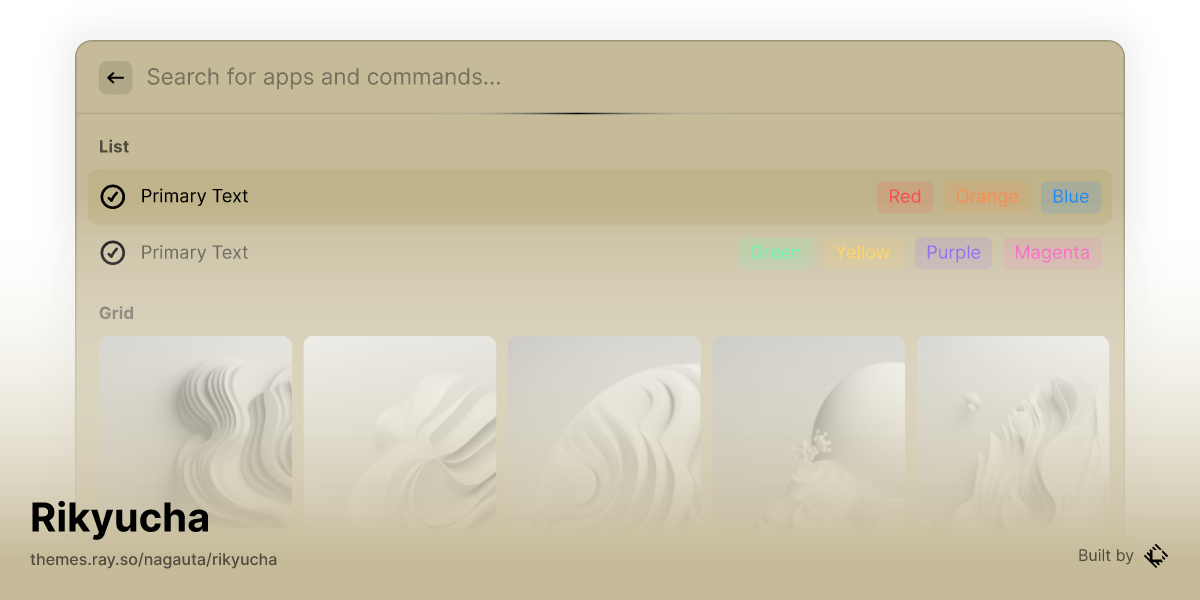 Search for apps and commands...
List
Primary Text Red Orange Blue
Primary Text Green Yellow Purple Magenta
Grid
Rikyucha
themes.ray.so/nagauta/rikyucha
Built by